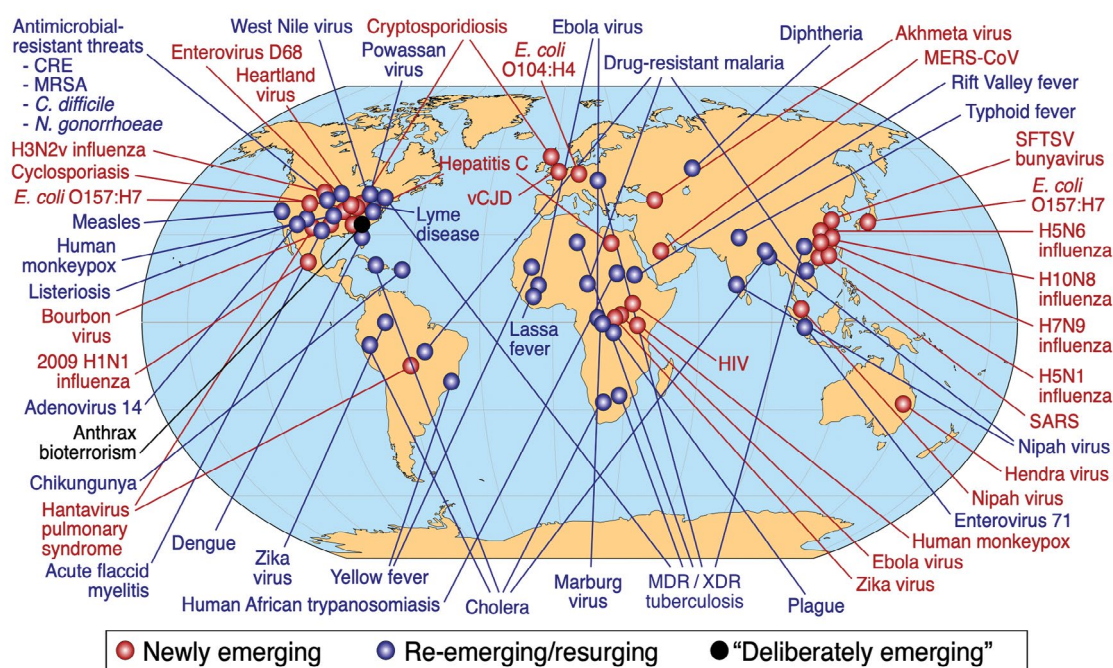 Antimicrobial-
resistant threats
- CRE
- MRSA
- C. difficile
- N. gonorrhoeae
West Nile virus
Cryptosporidiosis
Ebola virus
Diphtheria
Akhmeta virus
Enterovirus D68
Powassan
virus
E. coli
O104:H4
Drug-resistant malaria
MERS-CoV
Heartland
virus
Rift Valley fever
Typhoid fever
H3N2v influenza
Cyclosporiasis
E. coli O157:H7
Measles
Human
monkeypox
Listeriosis
Bourbon
virus
2009 H1N1
influenza
Adenovirus 14
Anthrax
bioterrorism
Chikungunya
Hantavirus
pulmonary
syndrome
Acute flaccid
myelitis
Hepatitis C
vCJD
Lyme
disease
Lassa
fever
HIV
SFTSV
bunyavirus
E. coli
O157:H7
H5N6
influenza
H10N8
influenza
H7N9
influenza
H5N1
influenza
SARS
Nipah virus
Hendra virus
Nipah virus
Enterovirus 71
Human monkeypox
Ebola virus
Zika virus
Dengue
Zika
virus
Yellow fever
Human African trypanosomiasis
Cholera
Marburg
virus
MDR / XDR
tuberculosis
Plague
Newly emerging
Re-emerging/resurging
“Deliberately emerging”